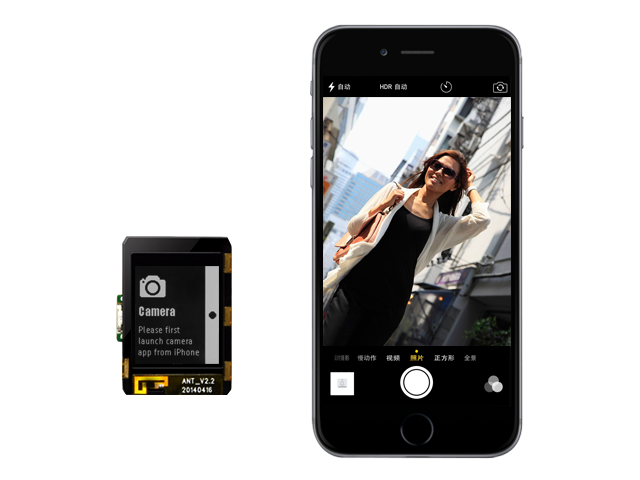 Camera
Please first
launch camera
app from iPhone
ANT_V2.2
20140416
自动
HDR 自动
慢动作 视频 照片 正方形 全景